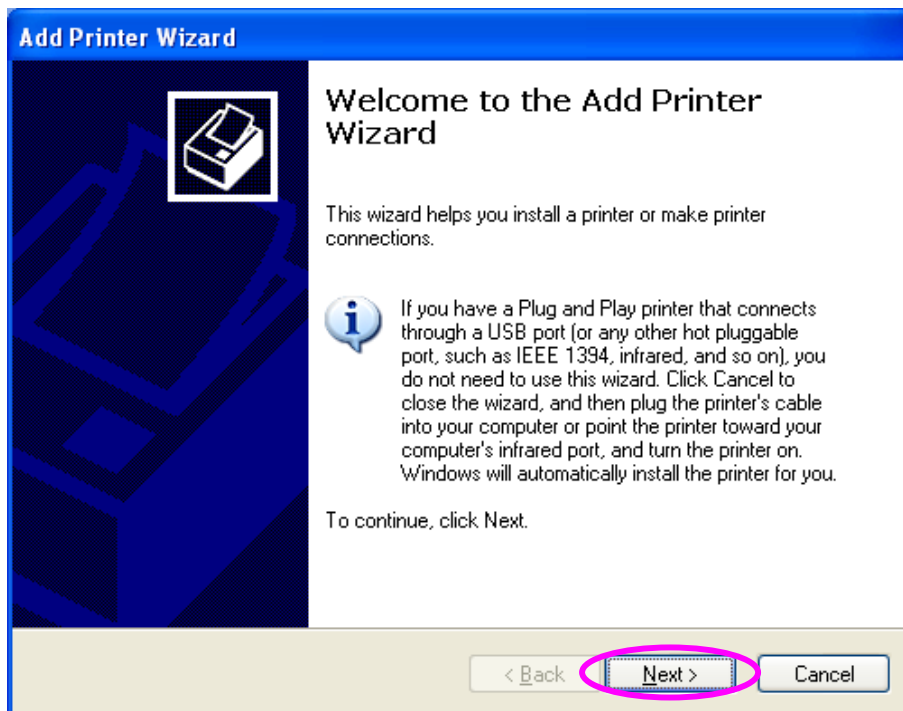 Add Printer Wizard
Welcome to the Add Printer
Wizard
This wizard helps you install a printer or make printer
connections.
If you have a Plug and Play printer that connects
through a USB port (or any other hot pluggable
port, such as IEEE 1394, infrared, and so on), you
do not need to use this wizard. Click Cancel to
close the wizard, and then plug the printer's cable
into your computer or point the printer toward your
computer's infrared port, and turn the printer on.
Windows will automatically install the printer for you.
To continue, click Next.
< Back Next > Cancel